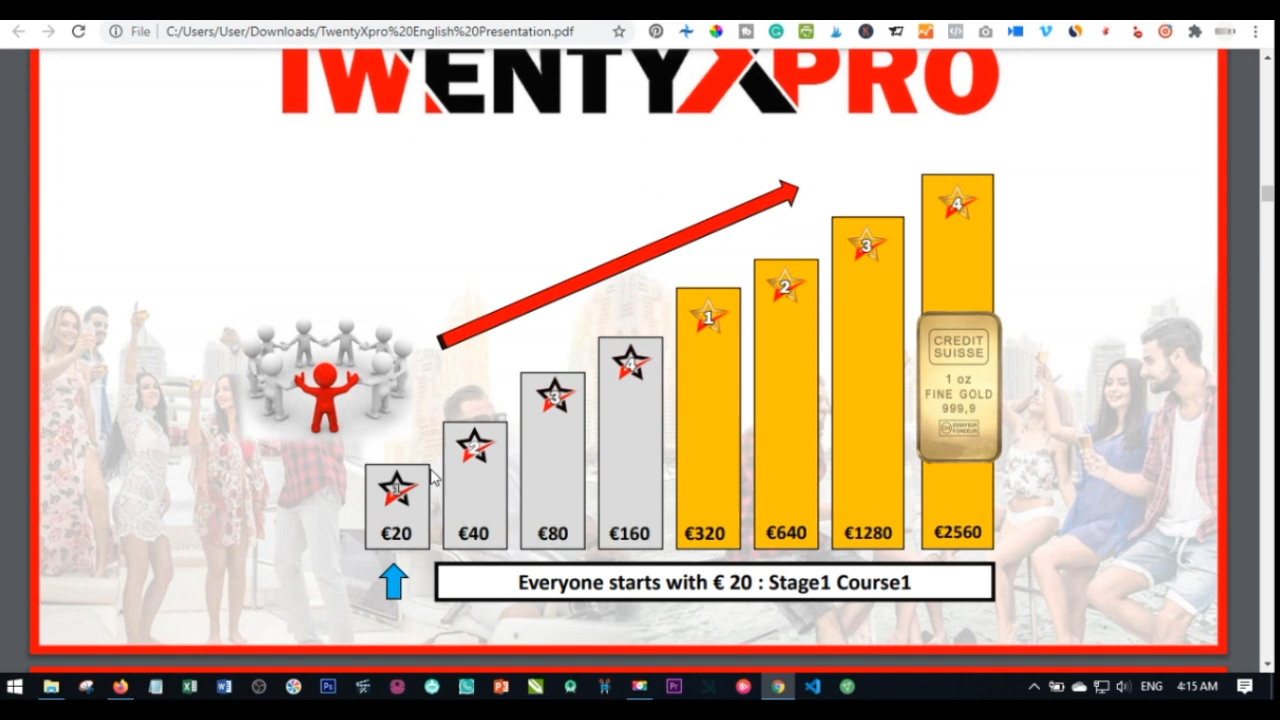 File
C:/Users/User/Downloads/TwentyXpro%20English%20Presentation.pdf
TWENTYXPRO
4
3
2
1
4
3
2
1
CREDIT
SUISSE
1 oz
FINE GOLD
999,9
ESSAYEUR
FONDEUR
€20
€40
€80
€160
€320
€640
€1280
€2560
Everyone starts with € 20 : Stage1 Course1
ENG
4:15 AM